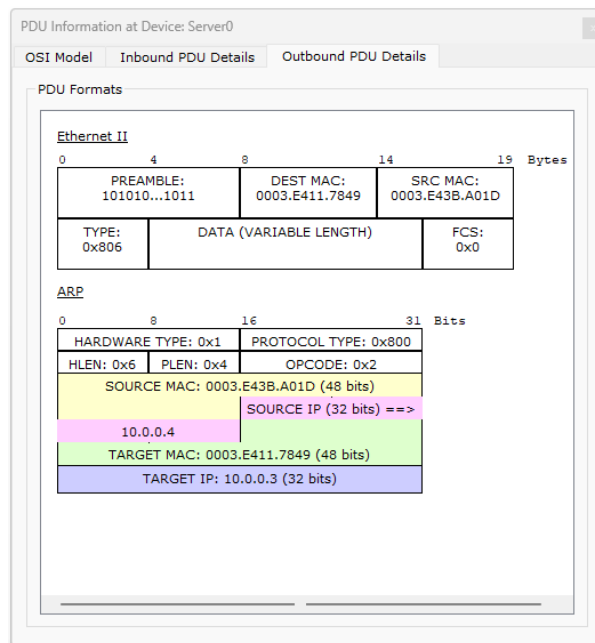 PDU Information at Device: Server0
OSI Model Inbound PDU Details Outbound PDU Details
PDU Formats
Ethernet II
0 4 8 14 19 Bytes
PREAMBLE: DEST MAC: SRC MAC:
101010...1011 0003.E411.7849 0003.E43B.A01D
TYPE: DATA (VARIABLE LENGTH) FCS:
0x806 0x0
ARP
0 8 16 31 Bits
HARDWARE TYPE: 0x1 PROTOCOL TYPE: 0x800
HLEN: 0x6 PLEN: 0x4 OPCODE: 0x2
SOURCE MAC: 0003.E43B.A01D (48 bits)
SOURCE IP (32 bits) ==>
10.0.0.4
TARGET MAC: 0003.E411.7849 (48 bits)
TARGET IP: 10.0.0.3 (32 bits)